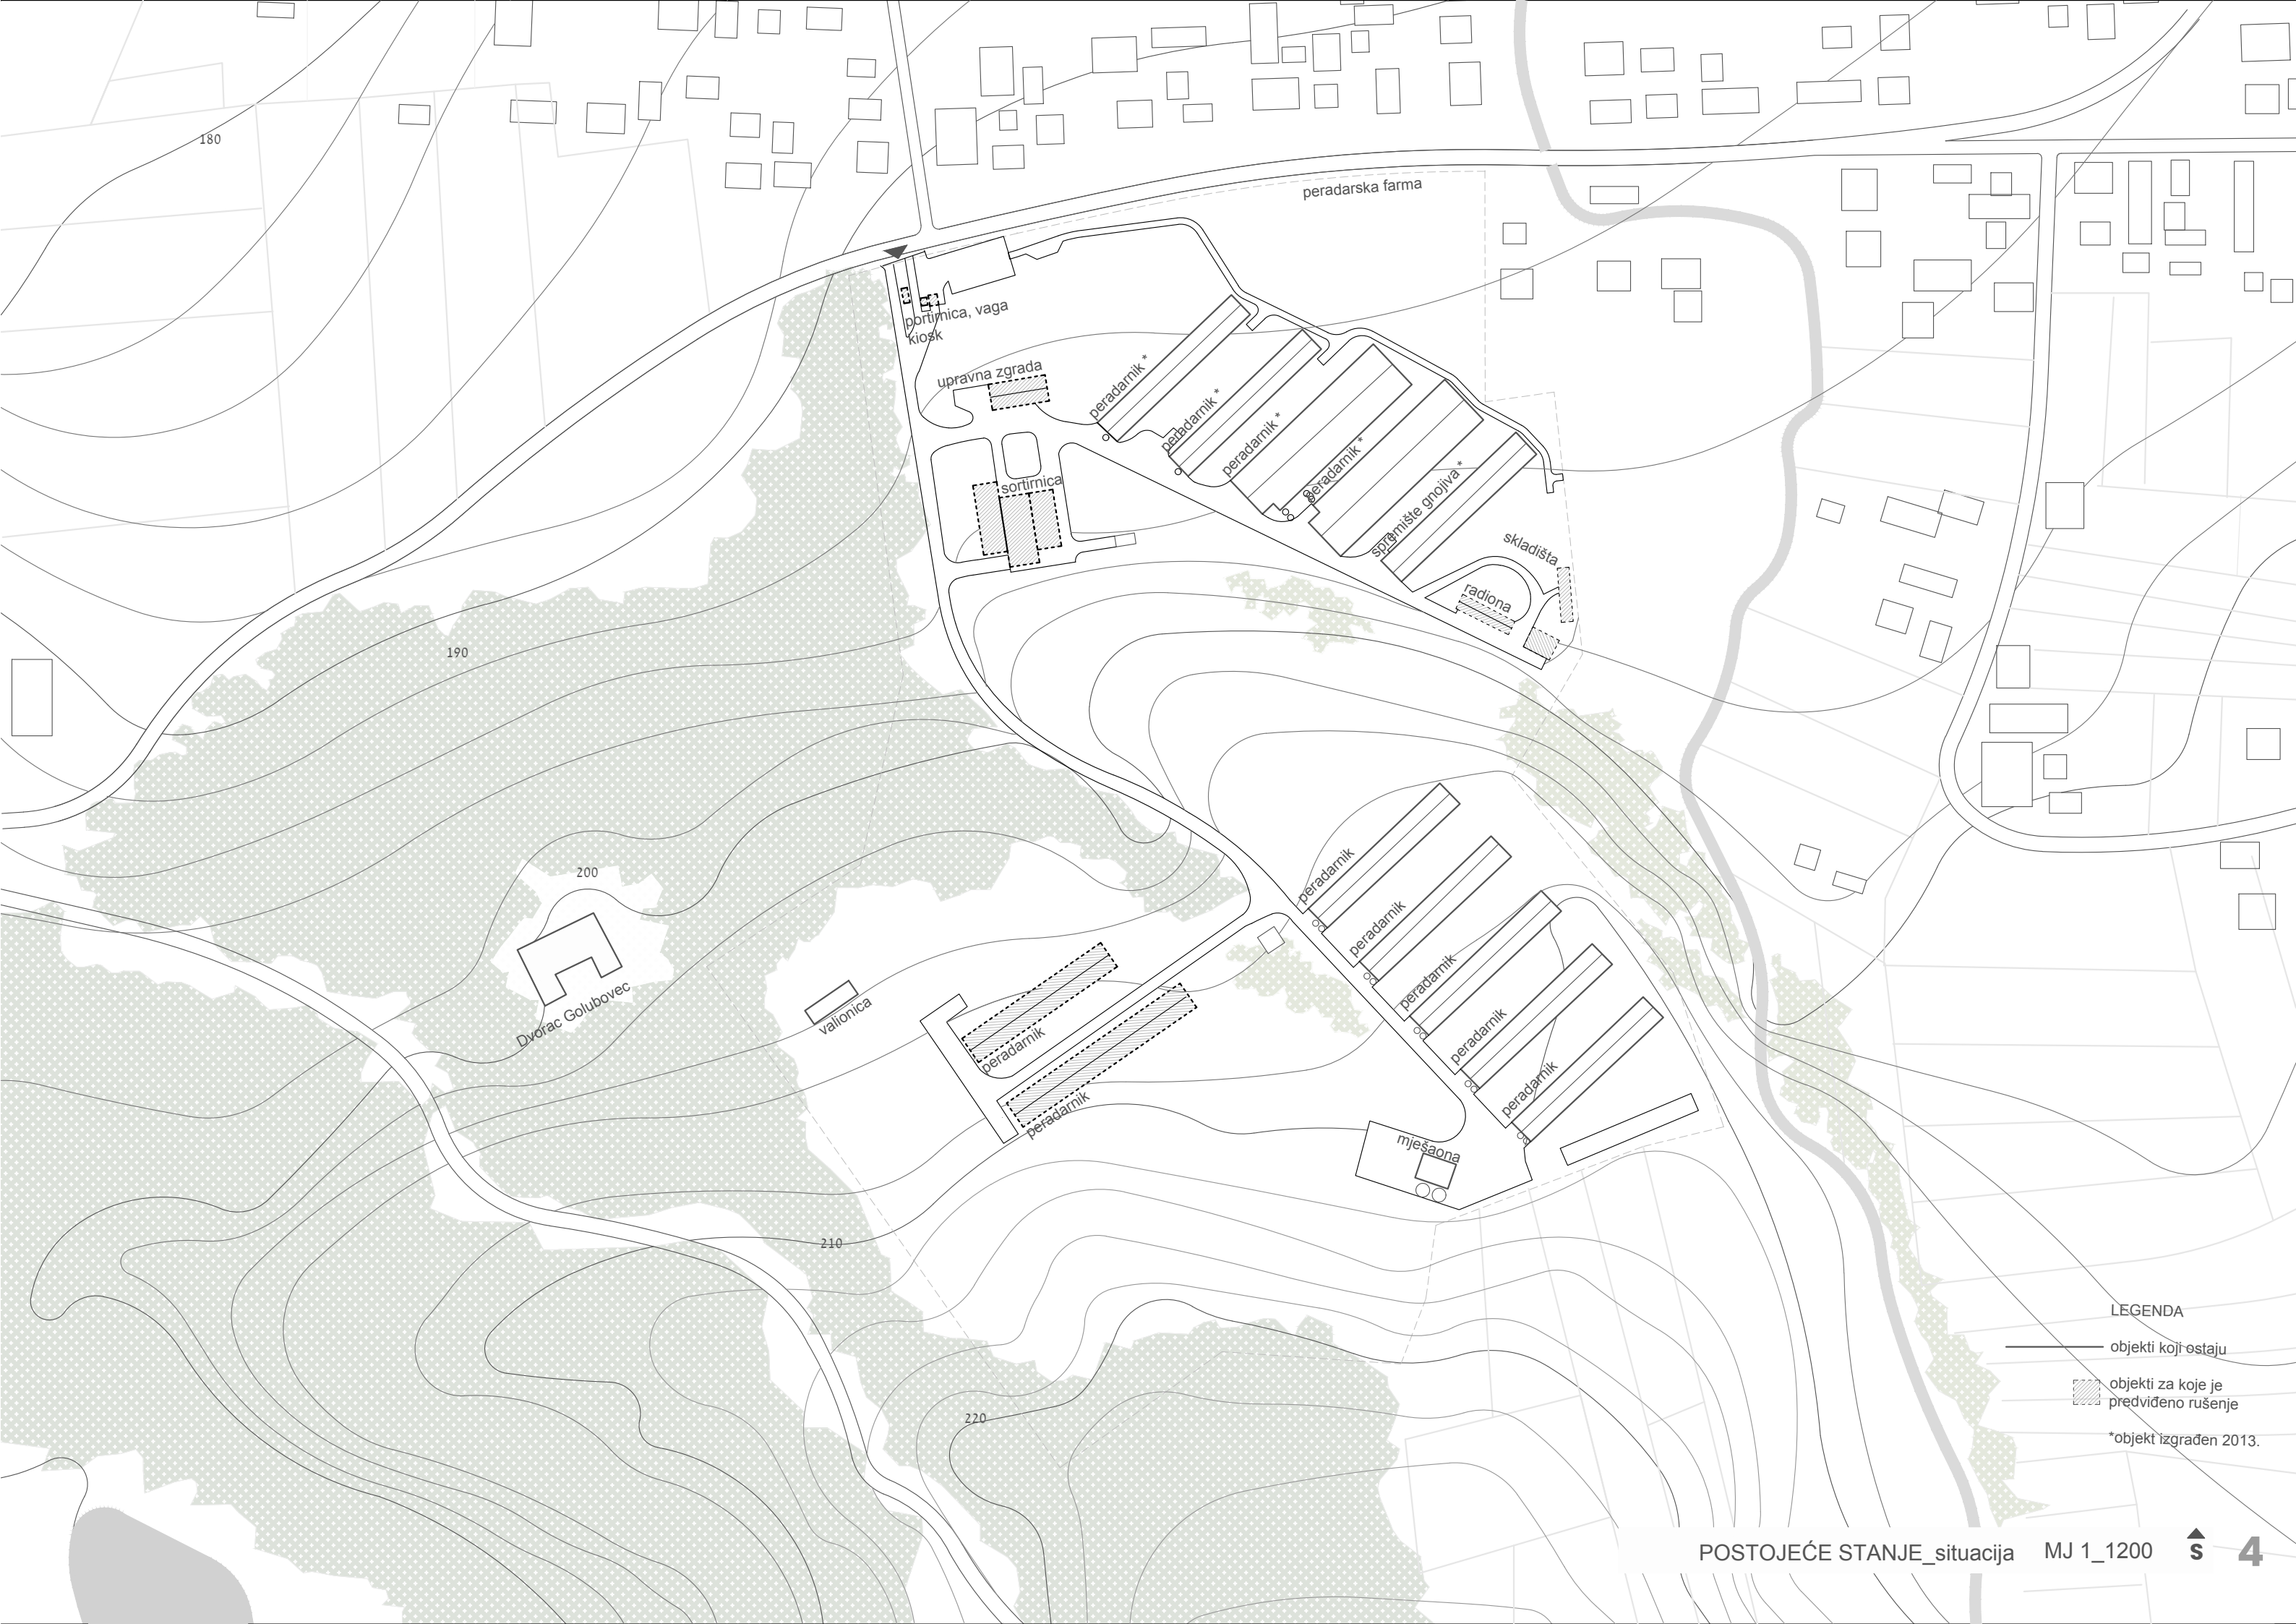 180
peradarska farma
portirnica, vaga
kiosk
upravna zgrada
peradarnik *
peradarnik *
peradarnik *
peradarnik *
spremište gnojiva *
sortirnica
skladišta
radiona
190
200
Dvorac Golubovec
valionica
peradarnik
peradarnik
peradarnik
peradarnik
peradarnik
peradarnik
peradarnik
mješaona
210
220
LEGENDA
objekti koji ostaju
objekti za koje je
predviđeno rušenje
*objekt izgrađen 2013.
POSTOJEĆE STANJE_situacija MJ 1_1200 S 4